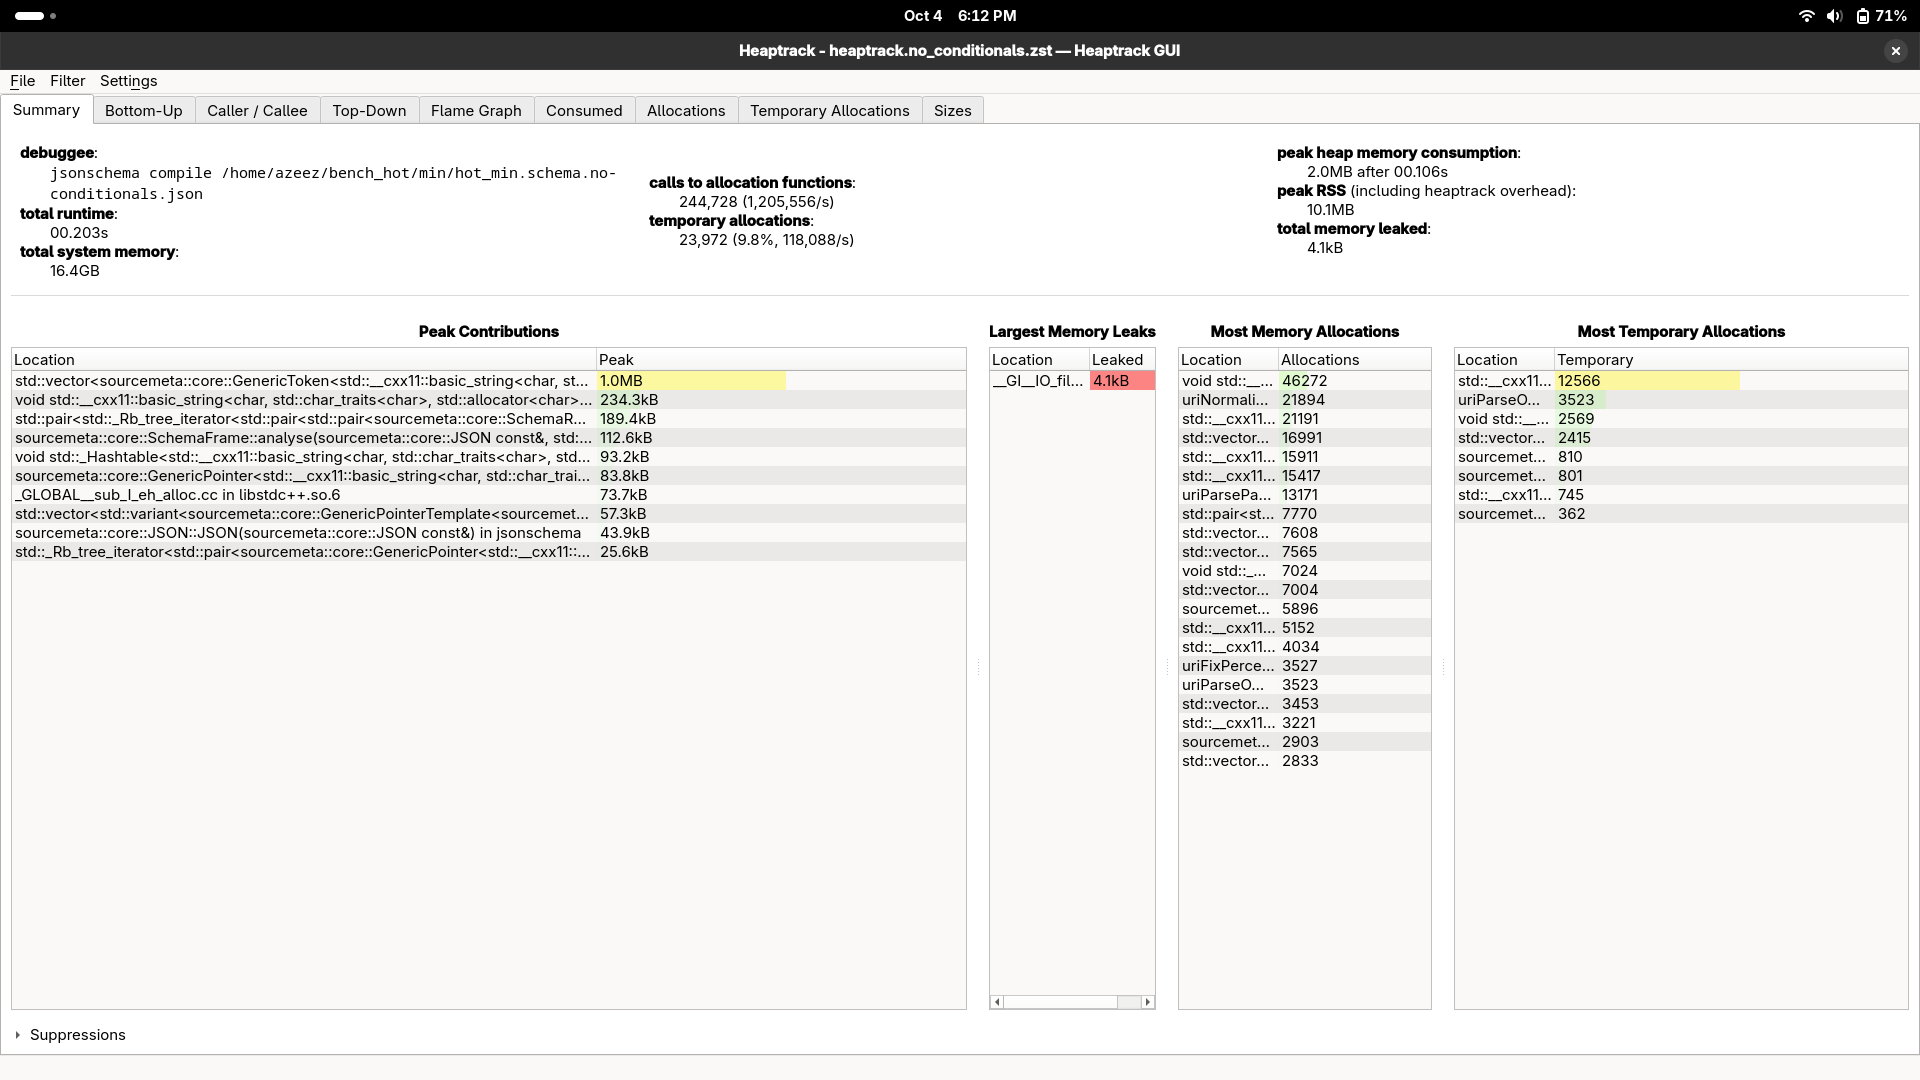 Oct 4 6:12 PM
71%
Heaptrack - heaptrack.no_conditionals.zst — Heaptrack GUI
File Filter Settings
Summary Bottom-Up Caller / Callee Top-Down Flame Graph Consumed Allocations Temporary Allocations Sizes
debuggee:
jsonschema compile /home/azeez/bench_hot/min/hot_min.schema.no-
conditionals.json
total runtime:
00.203s
total system memory:
16.4GB
calls to allocation functions:
244,728 (1,205,556/s)
temporary allocations:
23,972 (9.8%, 118,088/s)
peak heap memory consumption:
2.0MB after 00.106s
peak RSS (including heaptrack overhead):
10.1MB
total memory leaked:
4.1kB
Peak Contributions
Location Peak
std::vector<sourcemeta::core::GenericToken<std::__cxx11::basic_string<char, st... 1.0MB
void std::__cxx11::basic_string<char, std::char_traits<char>, std::allocator<char>... 234.3kB
std::pair<std::_Rb_tree_iterator<std::pair<std::pair<sourcemeta::core::SchemaR... 189.4kB
sourcemeta::core::SchemaFrame::analyse(sourcemeta::core::JSON const&, std:... 112.6kB
void std::_Hashtable<std::__cxx11::basic_string<char, std::char_traits<char>, std... 93.2kB
sourcemeta::core::GenericPointer<std::__cxx11::basic_string<char, std::char_trai... 83.8kB
_GLOBAL__sub_I_eh_alloc.cc in libstdc++.so.6 73.7kB
std::vector<std::variant<sourcemeta::core::GenericPointerTemplate<sourcemet... 57.3kB
sourcemeta::core::JSON::JSON(sourcemeta::core::JSON const&) in jsonschema 43.9kB
std::_Rb_tree_iterator<std::pair<sourcemeta::core::GenericPointer<std::__cxx11::... 25.6kB
Largest Memory Leaks
Location Leaked
__GI__IO_fil... 4.1kB
Most Memory Allocations
Location Allocations
void std::__... 46272
uriNormali... 21894
std::__cxx11... 21191
std::vector... 16991
std::__cxx11... 15911
std::__cxx11... 15417
uriParsePa... 13171
std::pair<st... 7770
std::vector... 7608
std::vector... 7565
void std::_... 7024
std::vector... 7004
sourcemet... 5896
std::__cxx11... 5152
std::__cxx11... 4034
uriFixPerce... 3527
uriParseO... 3523
std::vector... 3453
std::__cxx11... 3221
sourcemet... 2903
std::vector... 2833
Most Temporary Allocations
Location Temporary
std::__cxx11... 12566
uriParseO... 3523
void std::__... 2569
std::vector... 2415
sourcemet... 810
sourcemet... 801
std::__cxx11... 745
sourcemet... 362
Suppressions